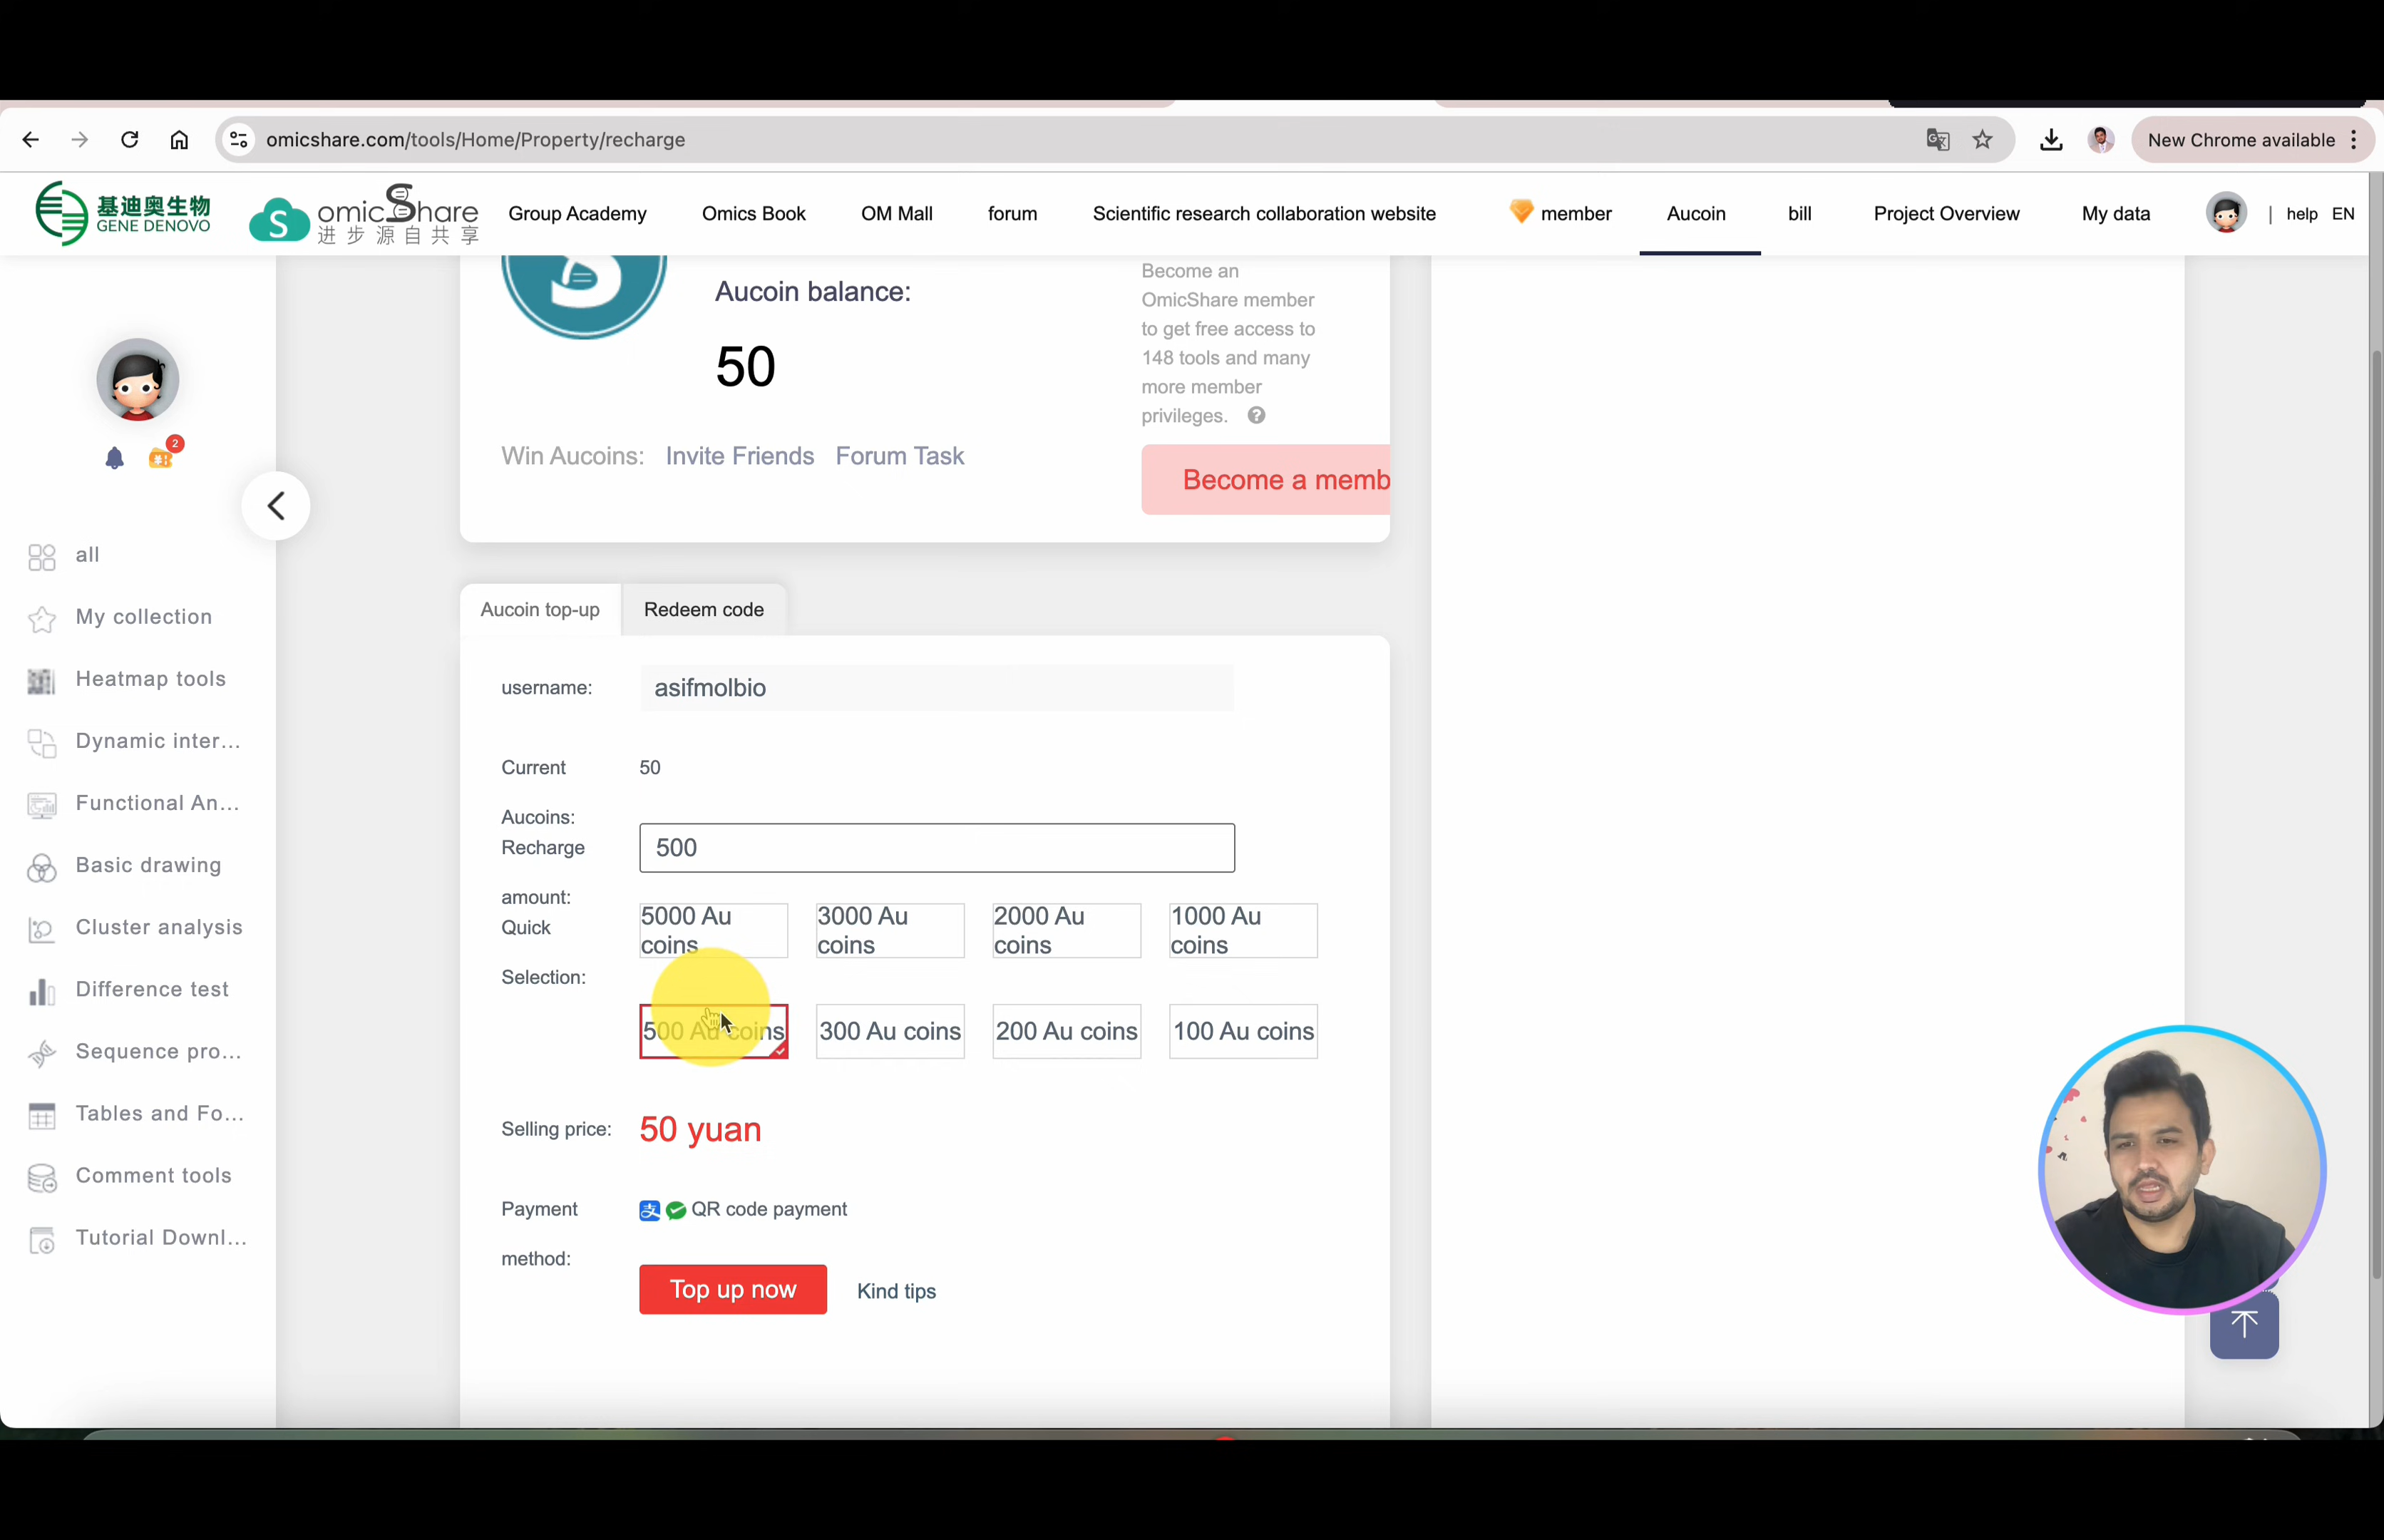 omicshare.com/tools/Home/Property/recharge
New Chrome available
基迪奥生物
GENE DENOVO
S
omicShare
进步源自共享
Group Academy
Omics Book
OM Mall
forum
Scientific research collaboration website
member
Aucoin
bill
Project Overview
My data
| help EN
2
all
My collection
Heatmap tools
Dynamic inter...
Functional An...
Basic drawing
Cluster analysis
Difference test
Sequence pro...
Tables and Fo...
Comment tools
Tutorial Downl...
Aucoin balance:
50
Win Aucoins: Invite Friends Forum Task
Become an
OmicShare member
to get free access to
148 tools and many
more member
privileges. ?
Become a memb
Aucoin top-up
Redeem code
username: asifmolbio
Current 50
Aucoins:
Recharge 500
amount:
Quick
Selection:
5000 Au
coins
3000 Au
coins
2000 Au
coins
1000 Au
coins
500 Au coins
300 Au coins
200 Au coins
100 Au coins
Selling price: 50 yuan
Payment 支 QR code payment
method:
Top up now
Kind tips